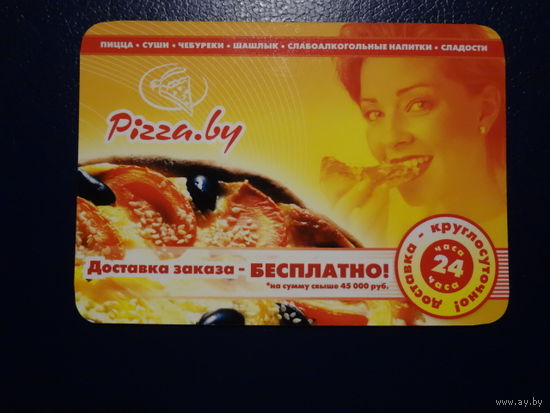 ПИЦЦА • СУШИ • ЧЕБУРЕКИ • ШАШЛЫК • СЛАБОАЛКОГОЛЬНЫЕ НАПИТКИ • СЛАДОСТИ
Pizza.by
Доставка заказа - БЕСПЛАТНО!
*на сумму свыше 45 000 руб.
доставка - круглосуточно!
часа
24
часа
www.ay.by